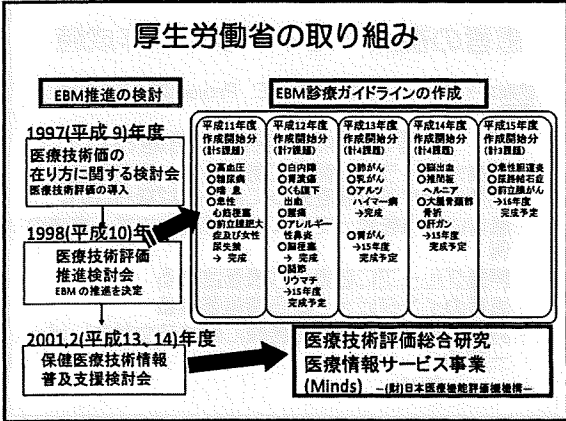 厚生労働省の取り組み
EBM推進の検討
EBM診療ガイドラインの作成
1997(平成 9)年度
医療技術価の
在り方に関する検討会
医療技術評価の導入
1998(平成10)年
医療技術評価
推進検討会
EBM の推進を決定
2001,2(平成13、14)年度
保健医療技術情報
普及支援検討会
平成11年度
作成開始分
(計5課題)
○高血圧
○糖尿病
○喘 息
○急性
心筋梗塞
○前立腺肥大
症及び女性
尿失禁
→ 完成
平成12年度
作成開始分
(計7課題)
○白内障
○胃潰瘍
○くも膜下
出血
○腰痛
○アレルギー
性鼻炎
○脳梗塞
→ 完成
○関節
リウマチ
→15年度
完成予定
平成13年度
作成開始分
(計4課題)
○肺がん
○乳がん
○アルツ
ハイマー病
→完成
○胃がん
→15年度
完成予定
平成14年度
作成開始分
(計4課題)
○脳出血
○椎間板
ヘルニア
○大腿骨頸部
骨折
○肝ガン
→15年度
完成予定
平成15年度
作成開始分
(計3課題)
○急性胆道炎
○尿路結石症
○前立腺がん
→16年度
完成予定
医療技術評価総合研究
医療情報サービス事業
(Minds) —(財)日本医療機能評価機構—